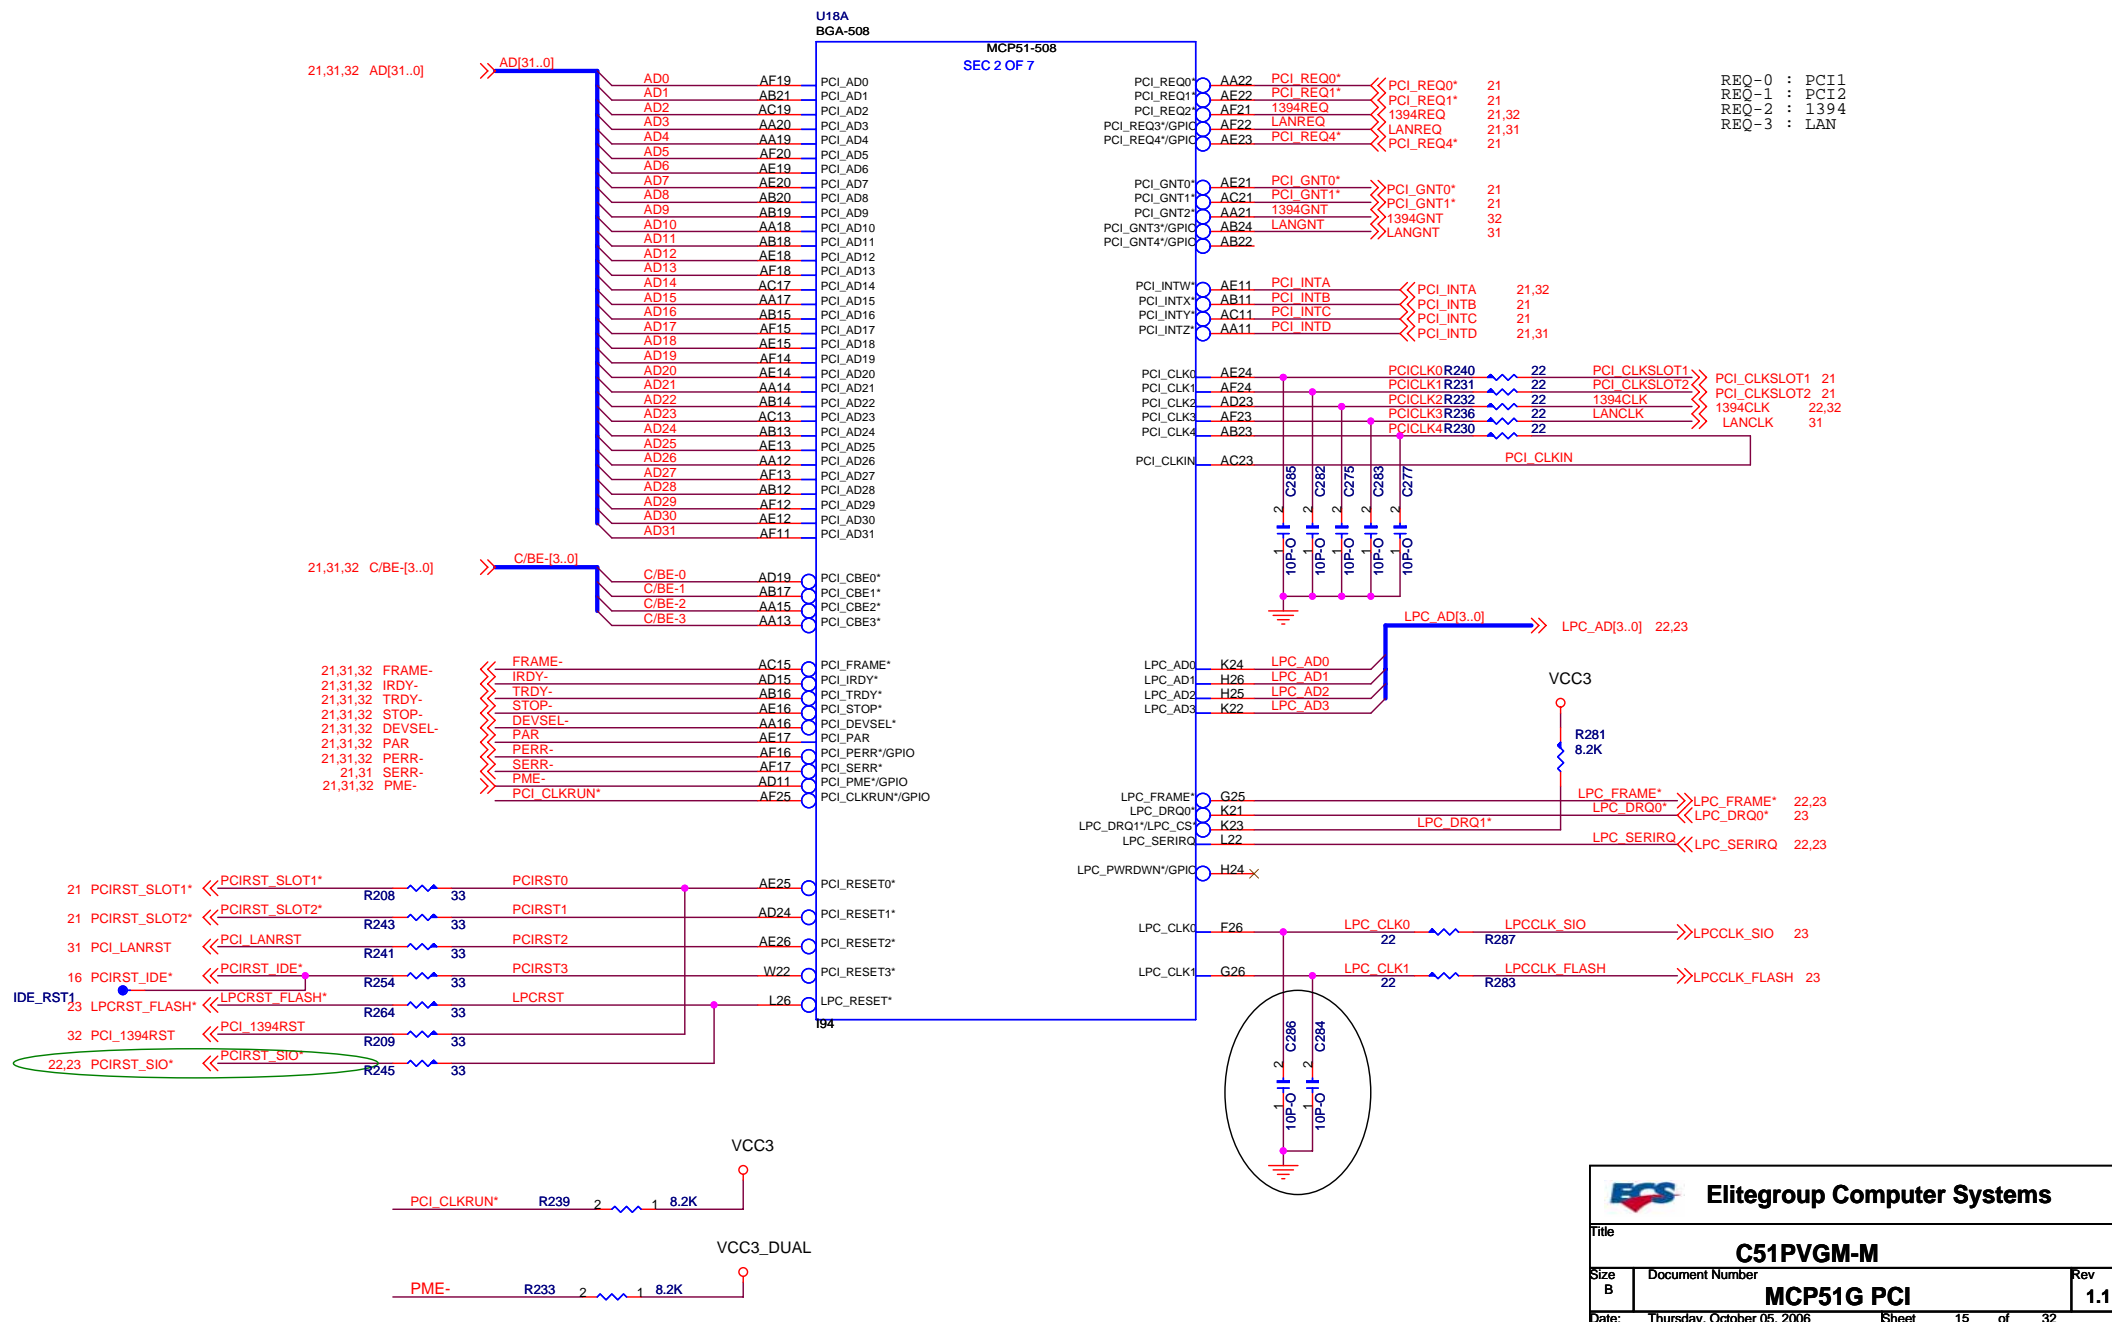 U18A
BGA-508
MCP51-508
SEC 2 OF 7
21,31,32 AD[31..0] AD[31..0]
AD0 AF19 PCI_AD0
AD1 AB21 PCI_AD1
AD2 AC19 PCI_AD2
AD3 AA20 PCI_AD3
AD4 AA19 PCI_AD4
AD5 AF20 PCI_AD5
AD6 AE19 PCI_AD6
AD7 AE20 PCI_AD7
AD8 AB20 PCI_AD8
AD9 AB19 PCI_AD9
AD10 AA18 PCI_AD10
AD11 AB18 PCI_AD11
AD12 AE18 PCI_AD12
AD13 AF18 PCI_AD13
AD14 AC17 PCI_AD14
AD15 AA17 PCI_AD15
AD16 AB15 PCI_AD16
AD17 AF15 PCI_AD17
AD18 AE15 PCI_AD18
AD19 AF14 PCI_AD19
AD20 AE14 PCI_AD20
AD21 AA14 PCI_AD21
AD22 AB14 PCI_AD22
AD23 AC13 PCI_AD23
AD24 AB13 PCI_AD24
AD25 AE13 PCI_AD25
AD26 AA12 PCI_AD26
AD27 AF13 PCI_AD27
AD28 AB12 PCI_AD28
AD29 AF12 PCI_AD29
AD30 AE12 PCI_AD30
AD31 AF11 PCI_AD31
21,31,32 C/BE-[3..0] C/BE-[3..0]
C/BE-0 AD19 PCI_CBE0*
C/BE-1 AB17 PCI_CBE1*
C/BE-2 AA15 PCI_CBE2*
C/BE-3 AA13 PCI_CBE3*
21,31,32 FRAME- FRAME- AC15 PCI_FRAME*
21,31,32 IRDY- IRDY- AD15 PCI_IRDY*
21,31,32 TRDY- TRDY- AB16 PCI_TRDY*
21,31,32 STOP- STOP- AE16 PCI_STOP*
21,31,32 DEVSEL- DEVSEL- AA16 PCI_DEVSEL*
21,31,32 PAR PAR AE17 PCI_PAR
21,31,32 PERR- PERR- AF16 PCI_PERR*/GPIO
21,31 SERR- SERR- AF17 PCI_SERR*
21,31,32 PME- PME- AD11 PCI_PME*/GPIO
PCI_CLKRUN* AF25 PCI_CLKRUN*/GPIO
21 PCIRST_SLOT1* PCIRST_SLOT1* R208 33 PCIRST0 AE25 PCI_RESET0*
21 PCIRST_SLOT2* PCIRST_SLOT2* R243 33 PCIRST1 AD24 PCI_RESET1*
31 PCI_LANRST PCI_LANRST R241 33 PCIRST2 AE26 PCI_RESET2*
16 PCIRST_IDE* PCIRST_IDE* R254 33 PCIRST3 W22 PCI_RESET3*
IDE_RST1
23 LPCRST_FLASH* LPCRST_FLASH* R264 33 LPCRST L26 LPC_RESET*
I94
32 PCI_1394RST PCI_1394RST R209 33
22,23 PCIRST_SIO* PCIRST_SIO* R245 33
PCI_REQ0* AA22 PCI_REQ0* PCI_REQ0* 21
PCI_REQ1* AE22 PCI_REQ1* PCI_REQ1* 21
PCI_REQ2* AF21 1394REQ 1394REQ 21,32
PCI_REQ3*/GPIO AF22 LANREQ LANREQ 21,31
PCI_REQ4*/GPIO AE23 PCI_REQ4* PCI_REQ4* 21
REQ-0 : PCI1
REQ-1 : PCI2
REQ-2 : 1394
REQ-3 : LAN
PCI_GNT0* AE21 PCI_GNT0* PCI_GNT0* 21
PCI_GNT1* AC21 PCI_GNT1* PCI_GNT1* 21
PCI_GNT2* AA21 1394GNT 1394GNT 32
PCI_GNT3*/GPIO AB24 LANGNT LANGNT 31
PCI_GNT4*/GPIO AB22
PCI_INTW* AE11 PCI_INTA PCI_INTA 21,32
PCI_INTX* AB11 PCI_INTB PCI_INTB 21
PCI_INTY* AC11 PCI_INTC PCI_INTC 21
PCI_INTZ* AA11 PCI_INTD PCI_INTD 21,31
PCI_CLK0 AE24 PCICLK0 R240 22 PCI_CLKSLOT1 PCI_CLKSLOT1 21
PCI_CLK1 AF24 PCICLK1 R231 22 PCI_CLKSLOT2 PCI_CLKSLOT2 21
PCI_CLK2 AD23 PCICLK2 R232 22 1394CLK 1394CLK 22,32
PCI_CLK3 AF23 PCICLK3 R236 22 LANCLK LANCLK 31
PCI_CLK4 AB23 PCICLK4 R230 22
PCI_CLKIN AC23 PCI_CLKIN
C285 C282 C275 C283 C277
2 2 2 2 2
1 1 1 1 1
10P-O 10P-O 10P-O 10P-O 10P-O
LPC_AD[3..0] LPC_AD[3..0] 22,23
LPC_AD0 K24 LPC_AD0
LPC_AD1 H26 LPC_AD1
LPC_AD2 H25 LPC_AD2
LPC_AD3 K22 LPC_AD3
VCC3
R281
8.2K
LPC_FRAME* G25 LPC_FRAME* LPC_FRAME* 22,23
LPC_DRQ0* K21 LPC_DRQ0* LPC_DRQ0* 23
LPC_DRQ1*/LPC_CS* K23 LPC_DRQ1*
LPC_SERIRQ L22 LPC_SERIRQ LPC_SERIRQ 22,23
LPC_PWRDWN*/GPIO H24
LPC_CLK0 F26 LPC_CLK0 22 R287 LPCCLK_SIO LPCCLK_SIO 23
LPC_CLK1 G26 LPC_CLK1 22 R283 LPCCLK_FLASH LPCCLK_FLASH 23
C286 C284
2 2
1 1
10P-O 10P-O
VCC3
PCI_CLKRUN* R239 2 1 8.2K
VCC3_DUAL
PME- R233 2 1 8.2K
ECS Elitegroup Computer Systems
Title
C51PVGM-M
Size Document Number Rev
B MCP51G PCI 1.1
Date: Thursday, October 05, 2006 Sheet 15 of 32